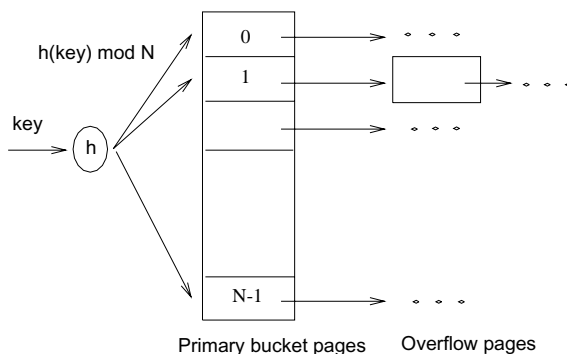 0
h(key) mod N
1
key
h
N-1
Primary bucket pages
Overflow pages